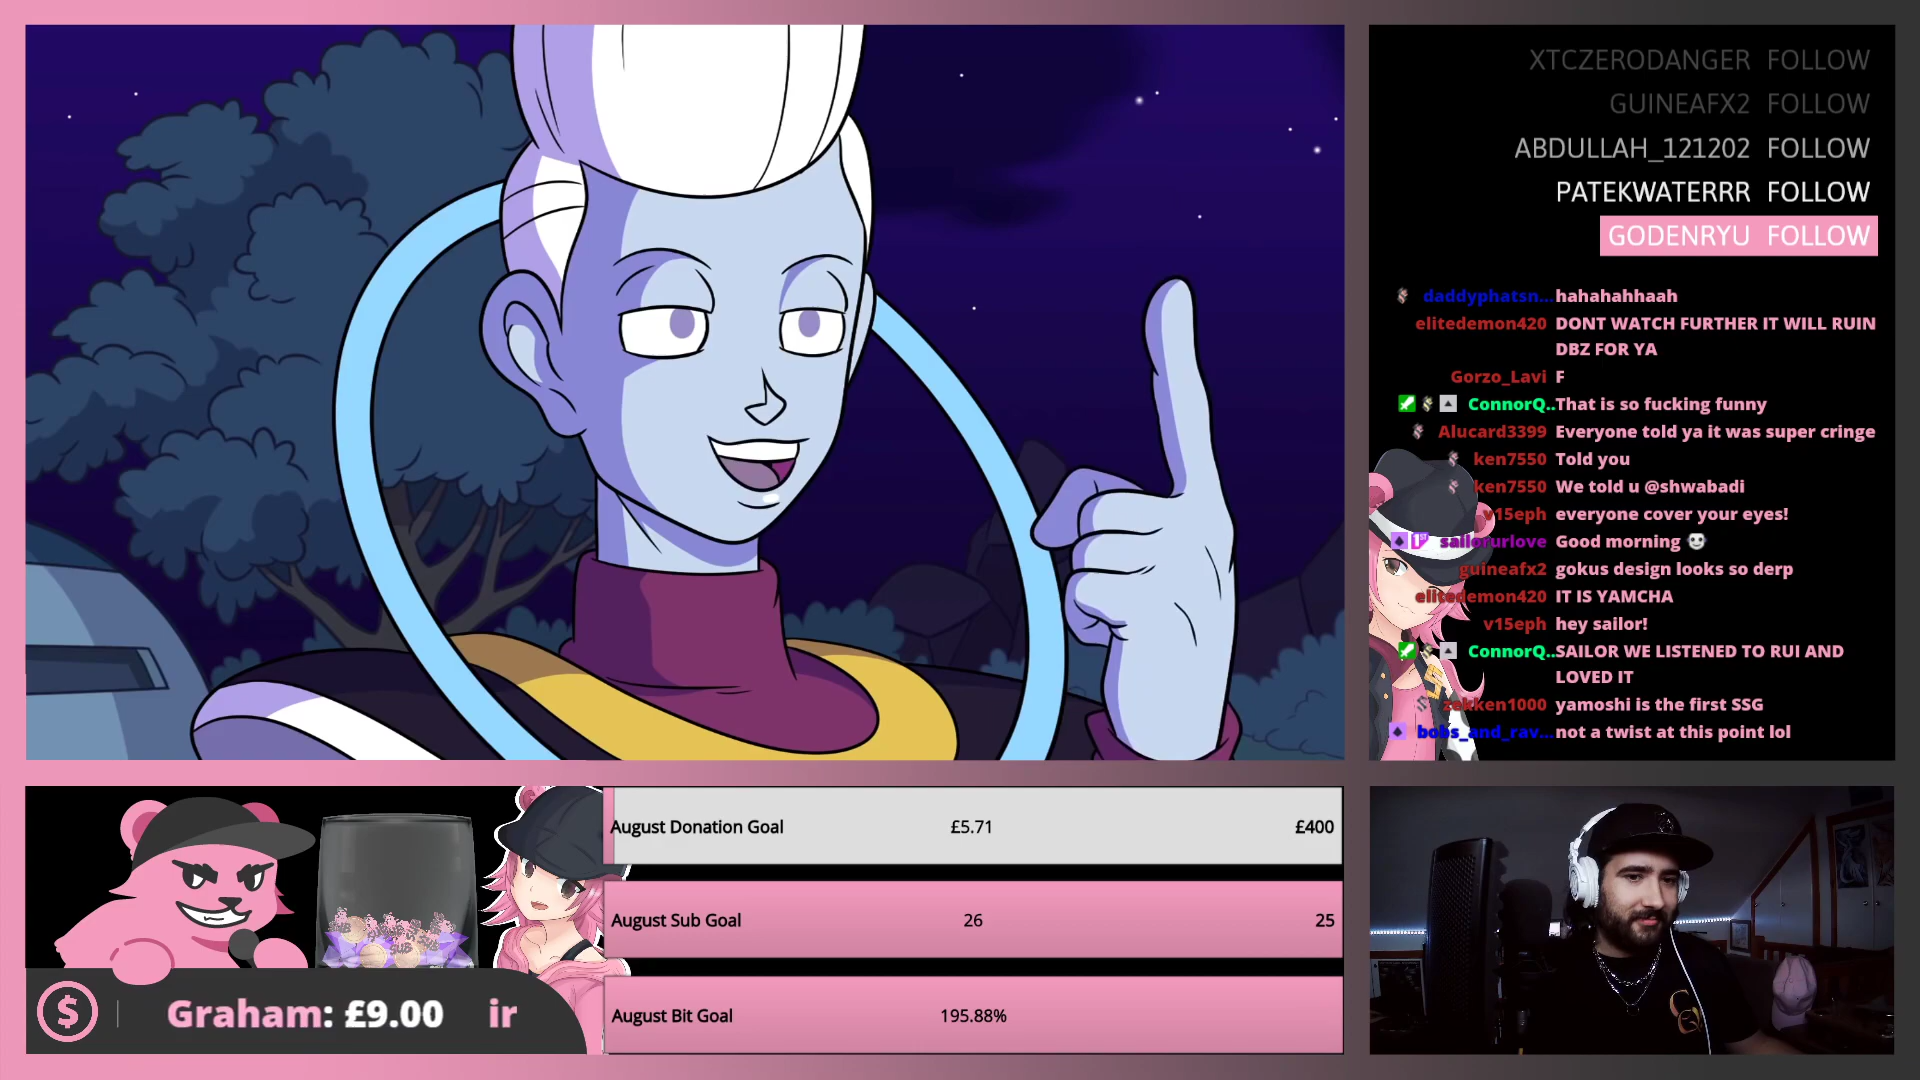 XTCZERODANGER FOLLOW
GUINEAFX2 FOLLOW
ABDULLAH_121202 FOLLOW
PATEKWATERRR FOLLOW
GODENRYU FOLLOW
daddyphatsn... hahahahhaah
elitedemon420 DONT WATCH FURTHER IT WILL RUIN
DBZ FOR YA
Gorzo_Lavi F
ConnorQ.. That is so fucking funny
Alucard3399 Everyone told ya it was super cringe
ken7550 Told you
ken7550 We told u @shwabadi
v15eph everyone cover your eyes!
sailorurlove Good morning
guineafx2 gokus design looks so derp
elitedemon420 IT IS YAMCHA
v15eph hey sailor!
ConnorQ.. SAILOR WE LISTENED TO RUI AND
LOVED IT
zekken1000 yamoshi is the first SSG
bobs_and_rav... not a twist at this point lol
August Donation Goal £5.71 £400
August Sub Goal 26 25
August Bit Goal 195.88%
$ Graham: £9.00 ir